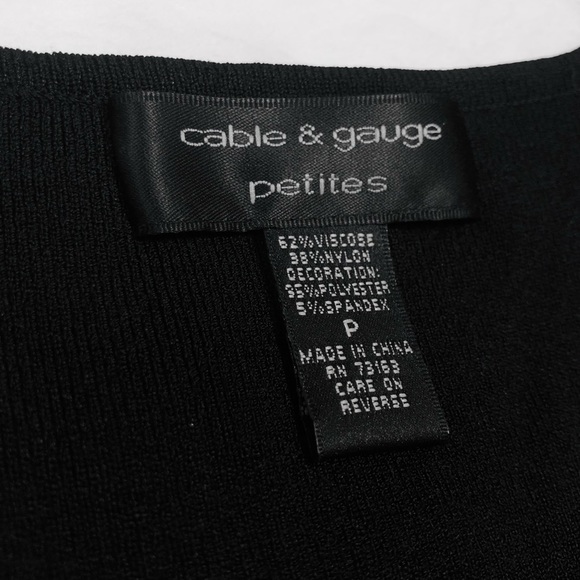 cable & gauge
petites
62%VISCOSE
38%NYLON
DECORATION:
95%POLYESTER
5%SPANDEX
P
MADE IN CHINA
RN 73163
CARE ON
REVERSE